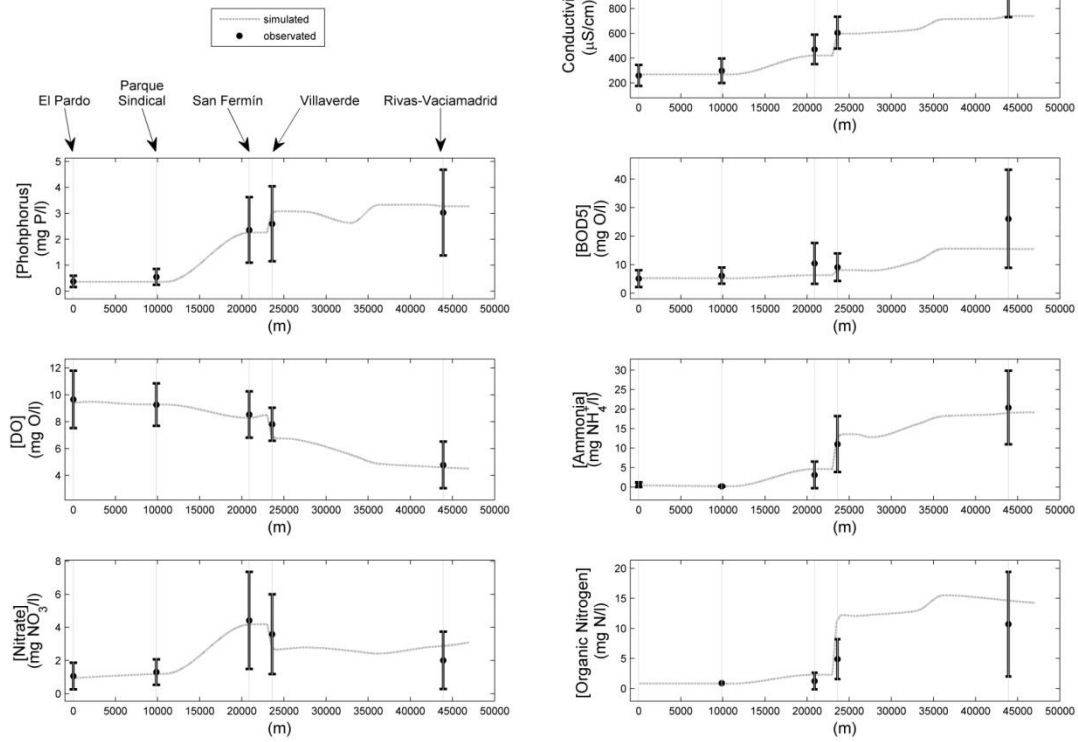 simulated
observated
El Pardo
Parque
Sindical
San Fermín
Villaverde
Rivas-Vaciamadrid
[Phohphorus]
(mg P/l)
5
4
3
2
1
0
0 5000 10000 15000 20000 25000 30000 35000 40000 45000 50000
(m)
[DO]
(mg O/l)
12
10
8
6
4
0 5000 10000 15000 20000 25000 30000 35000 40000 45000 50000
(m)
[Nitrate]
(mg NO3/l)
8
6
4
2
0
0 5000 10000 15000 20000 25000 30000 35000 40000 45000 50000
(m)
(µS/cm)
800
600
400
200
0 5000 10000 15000 20000 25000 30000 35000 40000 45000 50000
(m)
[BOD5]
(mg O/l)
40
30
20
10
0
0 5000 10000 15000 20000 25000 30000 35000 40000 45000 50000
(m)
[Ammonia]
(mg NH4+/l)
30
25
20
15
10
5
0
0 5000 10000 15000 20000 25000 30000 35000 40000 45000 50000
(m)
[Organic Nitrogen]
(mg N/l)
20
15
10
5
0
0 5000 10000 15000 20000 25000 30000 35000 40000 45000 50000
(m)